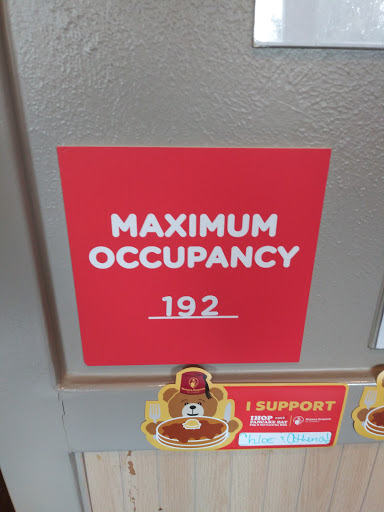 MAXIMUM
OCCUPANCY
192
I SUPPORT
IHOP
PANCAKE DAY